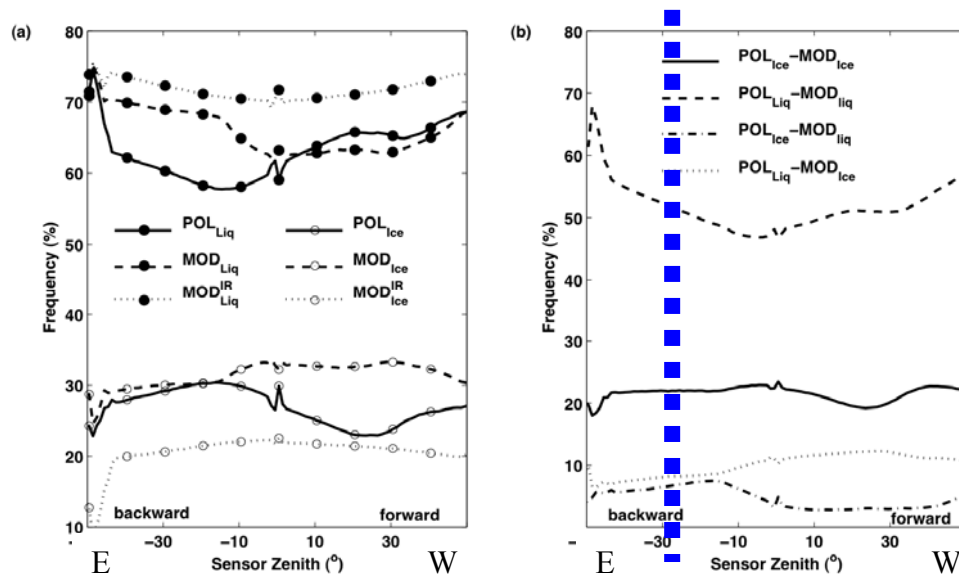 (a)
80
70
60
50
40
30
20
10
Frequency (%)
POL_Liq POL_Ice
MOD_Liq MOD_Ice
MOD^IR_Liq MOD^IR_Ice
backward forward
-30 -10 10 30
E Sensor Zenith (°) W
(b)
80
70
60
50
40
30
20
10
Frequency (%)
POL_Ice–MOD_Ice
POL_Liq–MOD_liq
POL_Ice–MOD_liq
POL_Liq–MOD_Ice
backward forward
-30 -10 10 30
E Sensor Zenith (°) W